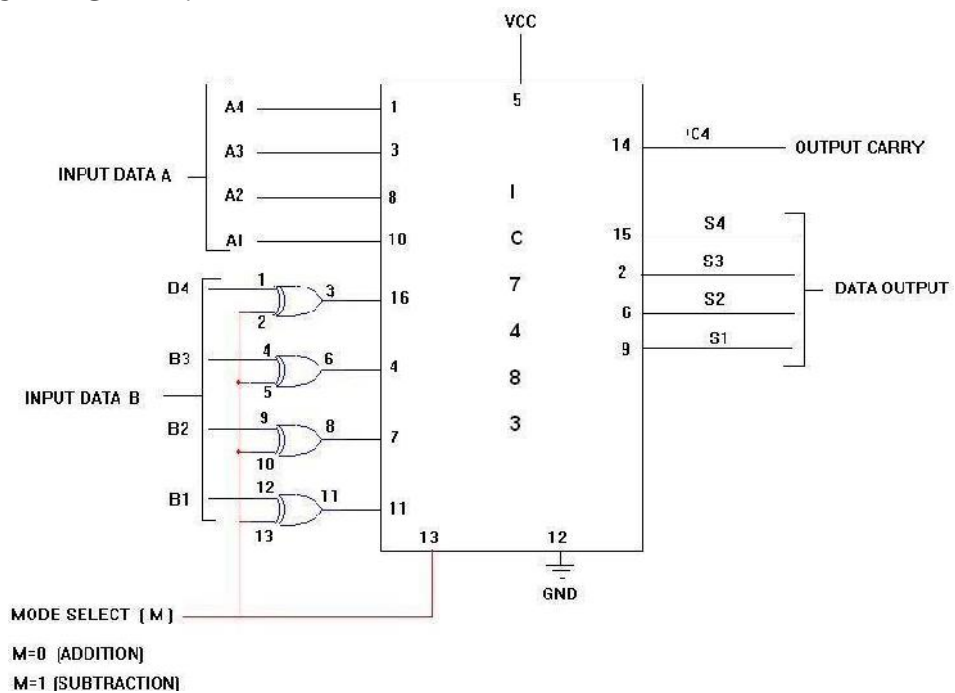 VCC
5
A4
1
A3
3
INPUT DATA A
A2
8
A1
10
14
'C4
OUTPUT CARRY
I
C
7
4
8
3
15
S4
2
S3
6
S2
9
S1
DATA OUTPUT
D4
1
2
3
16
B3
4
5
6
4
INPUT DATA B
B2
9
10
8
7
B1
12
13
11
11
13
12
GND
MODE SELECT ( M )
M=0 (ADDITION)
M=1 (SUBTRACTION)